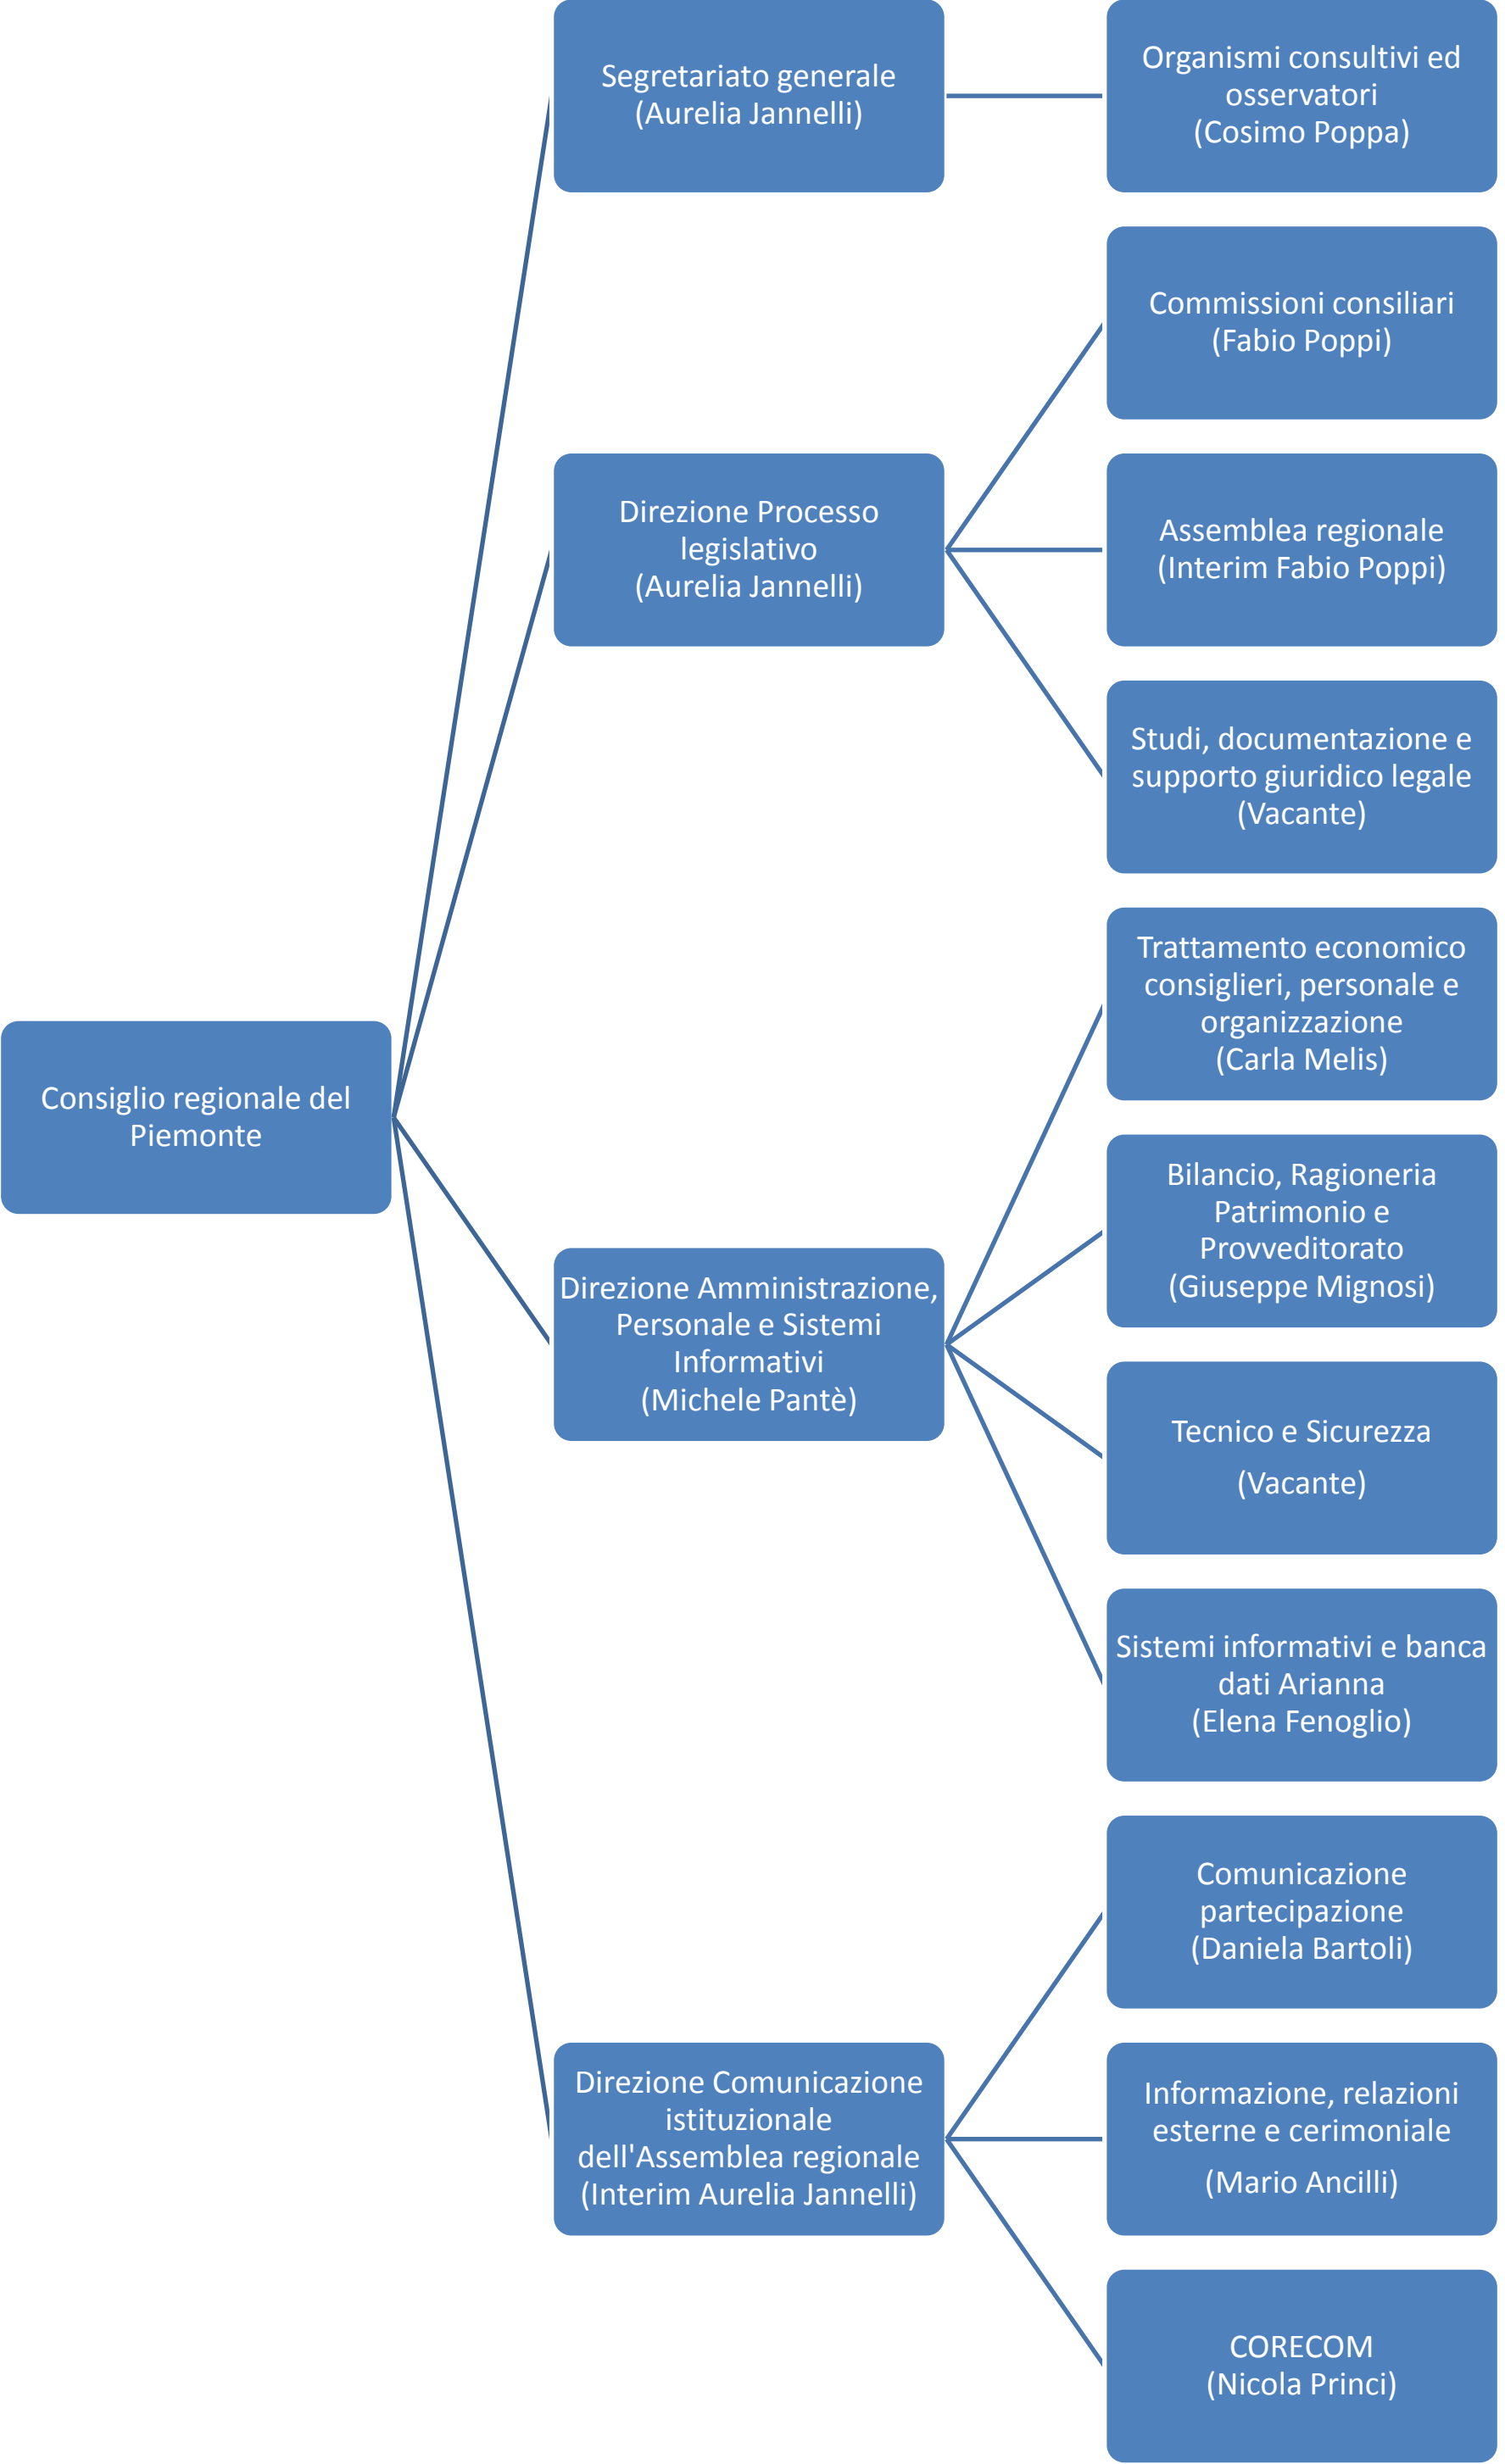 Consiglio regionale del
Piemonte
Segretariato generale
(Aurelia Jannelli)
Organismi consultivi ed
osservatori
(Cosimo Poppa)
Direzione Processo
legislativo
(Aurelia Jannelli)
Commissioni consiliari
(Fabio Poppi)
Assemblea regionale
(Interim Fabio Poppi)
Studi, documentazione e
supporto giuridico legale
(Vacante)
Direzione Amministrazione,
Personale e Sistemi
Informativi
(Michele Pantè)
Trattamento economico
consiglieri, personale e
organizzazione
(Carla Melis)
Bilancio, Ragioneria
Patrimonio e
Provveditorato
(Giuseppe Mignosi)
Tecnico e Sicurezza
(Vacante)
Sistemi informativi e banca
dati Arianna
(Elena Fenoglio)
Direzione Comunicazione
istituzionale
dell'Assemblea regionale
(Interim Aurelia Jannelli)
Comunicazione
partecipazione
(Daniela Bartoli)
Informazione, relazioni
esterne e cerimoniale
(Mario Ancilli)
CORECOM
(Nicola Princi)